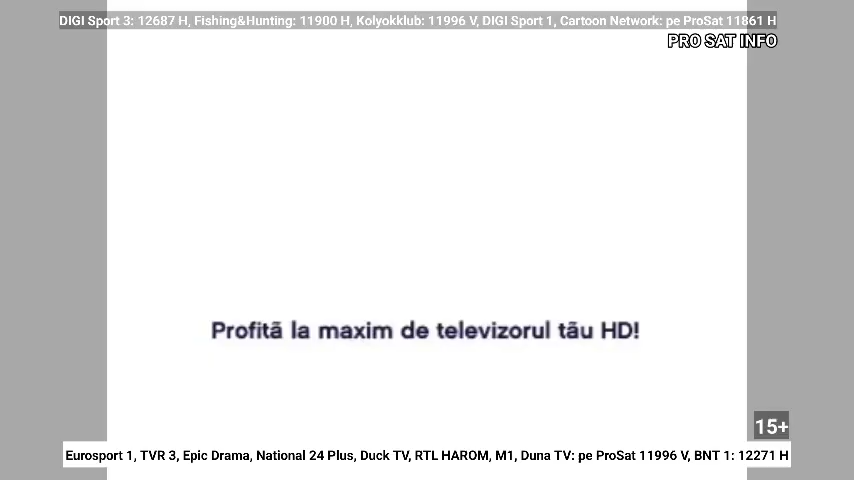 DIGI Sport 3: 12687 H, Fishing&Hunting: 11900 H, Kolyokklub: 11996 V, DIGI Sport 1, Cartoon Network: pe ProSat 11861 H
PRO SAT INFO
Profitã la maxim de televizorul tãu HD!
15+
Eurosport 1, TVR 3, Epic Drama, National 24 Plus, Duck TV, RTL HAROM, M1, Duna TV: pe ProSat 11996 V, BNT 1: 12271 H